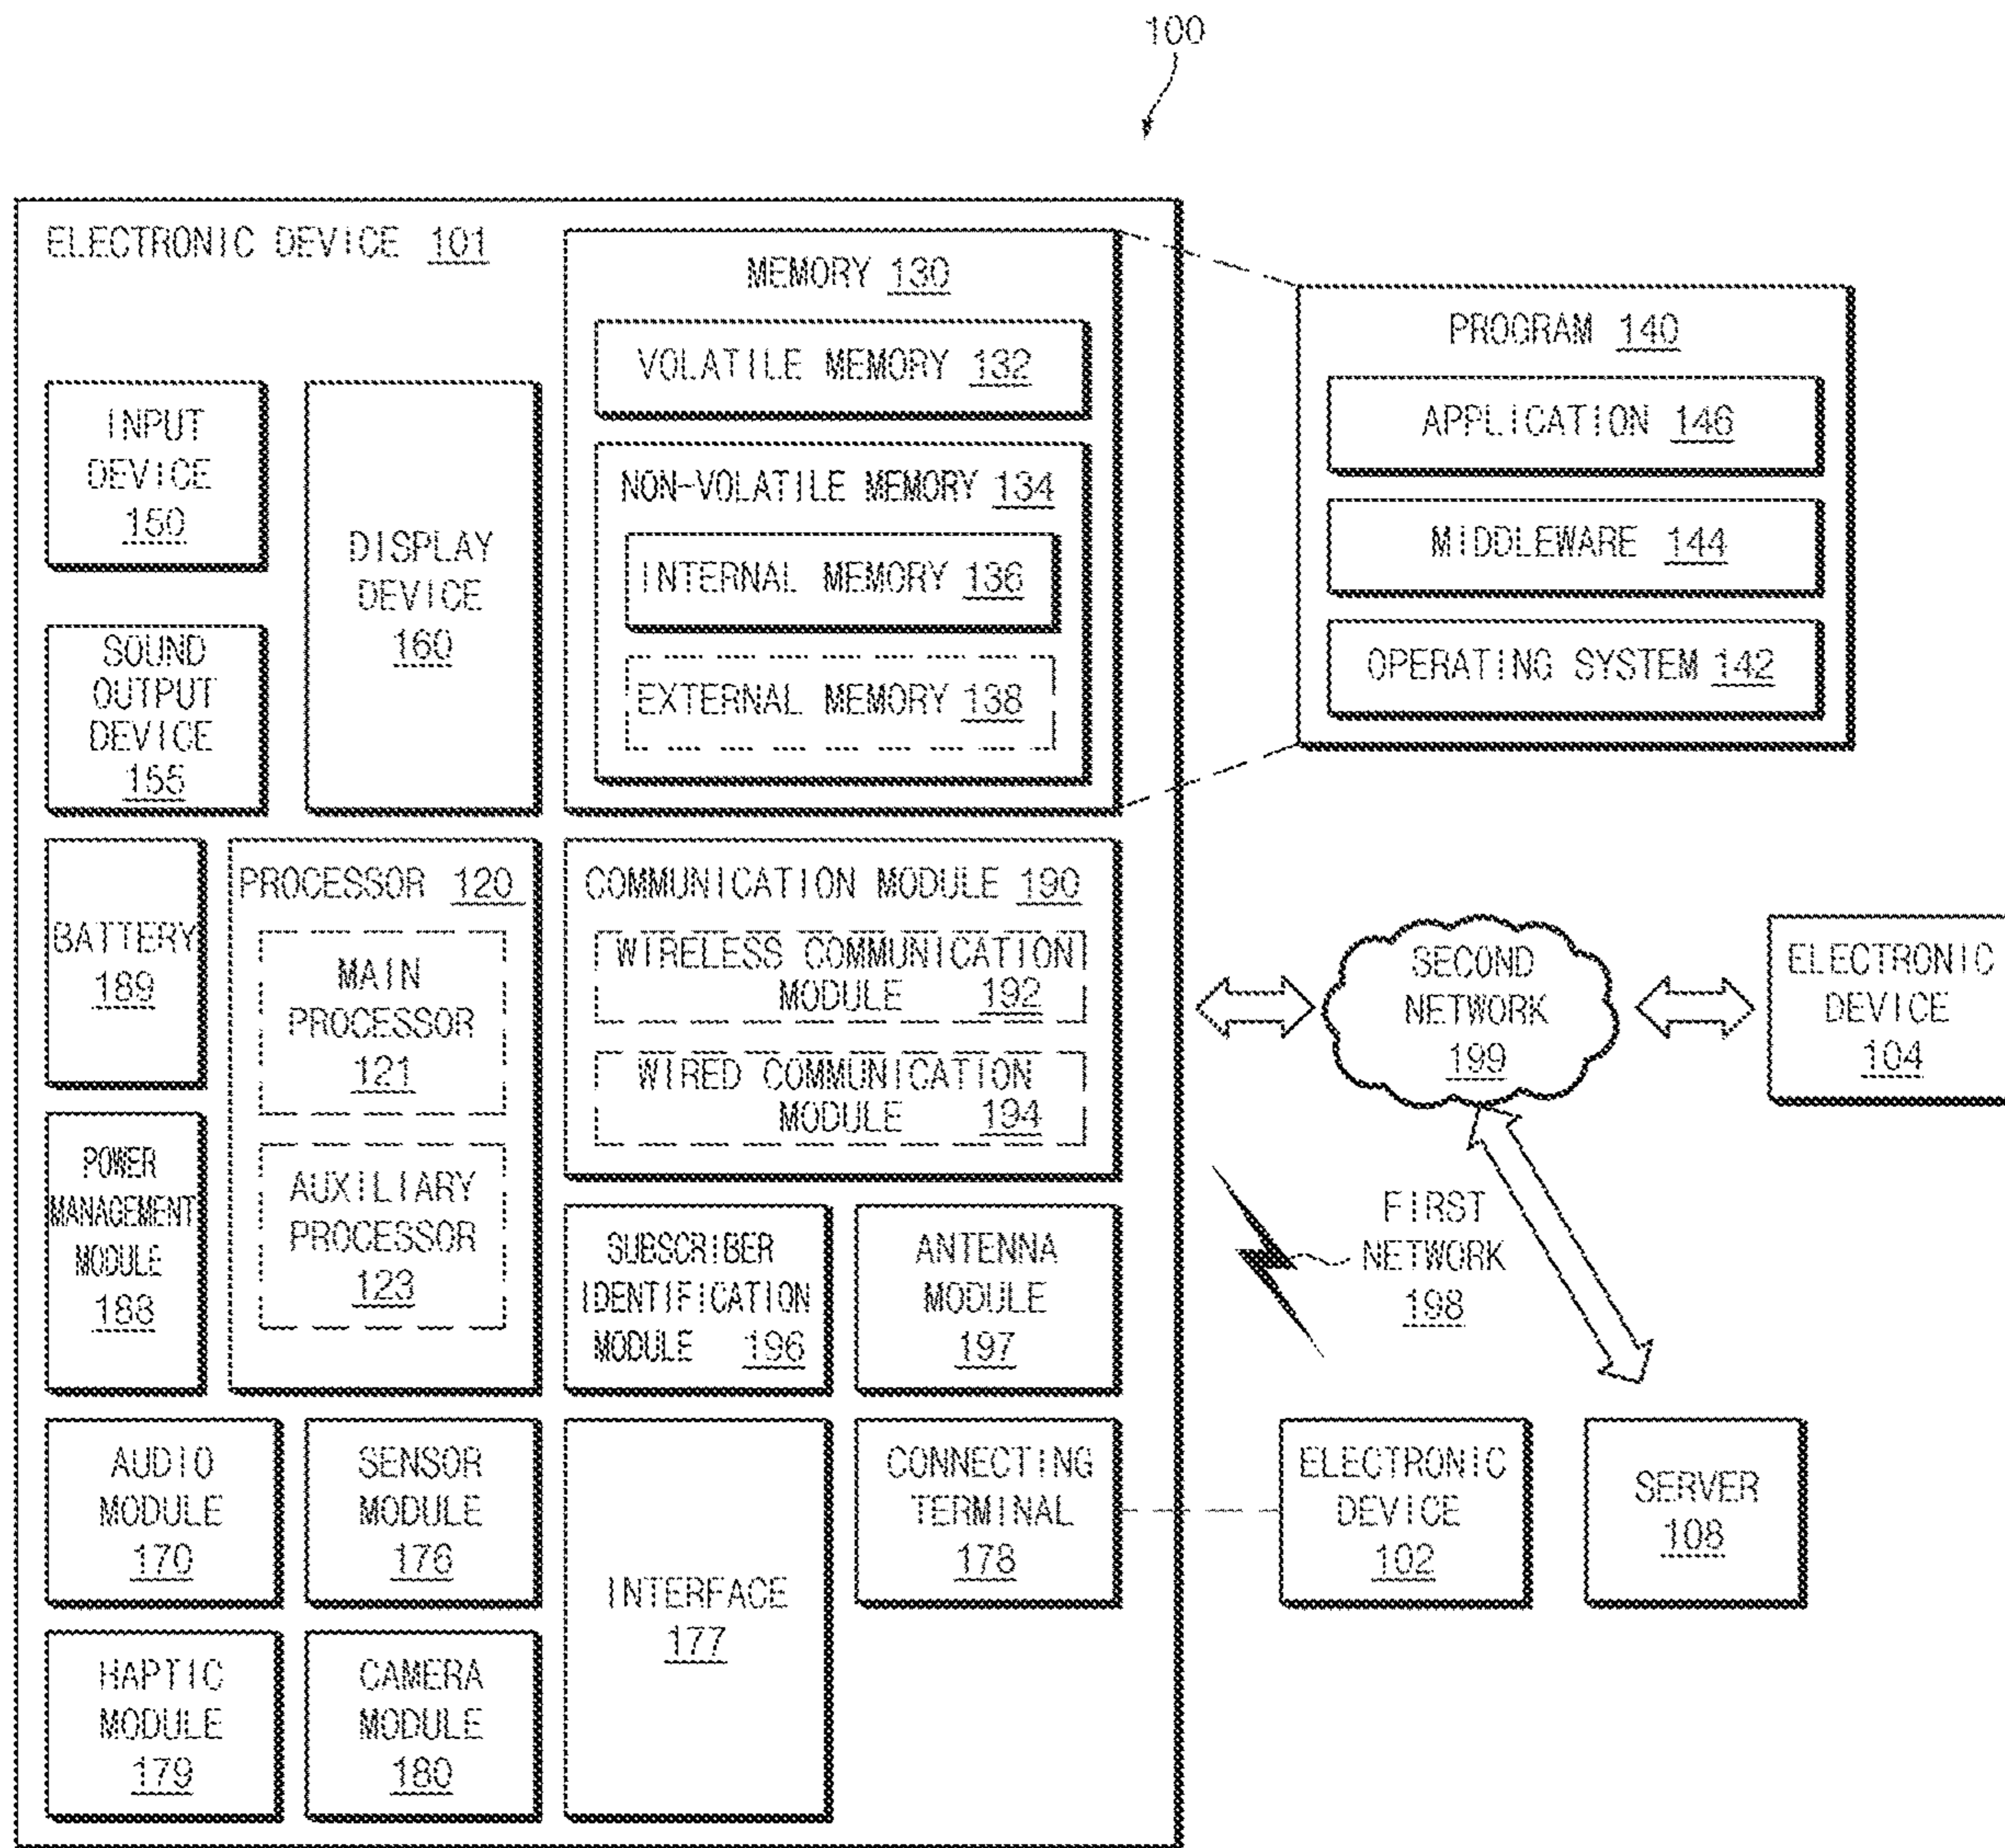 100
ELECTRONIC DEVICE 101
MEMORY 130
VOLATILE MEMORY 132
NON-VOLATILE MEMORY 134
INTERNAL MEMORY 136
EXTERNAL MEMORY 138
PROGRAM 140
APPLICATION 146
MIDDLEWARE 144
OPERATING SYSTEM 142
INPUT
DEVICE
150
DISPLAY
DEVICE
160
SOUND
OUTPUT
DEVICE
155
BATTERY
189
PROCESSOR 120
MAIN
PROCESSOR
121
AUXILIARY
PROCESSOR
123
COMMUNICATION MODULE 190
WIRELESS COMMUNICATION
MODULE 192
WIRED COMMUNICATION
MODULE 194
SECOND
NETWORK
199
ELECTRONIC
DEVICE
104
POWER
MANAGEMENT
MODULE
188
SUBSCRIBER
IDENTIFICATION
MODULE 196
ANTENNA
MODULE
197
FIRST
NETWORK
198
AUDIO
MODULE
170
SENSOR
MODULE
176
INTERFACE
177
CONNECTING
TERMINAL
178
ELECTRONIC
DEVICE
102
SERVER
108
HAPTIC
MODULE
179
CAMERA
MODULE
180